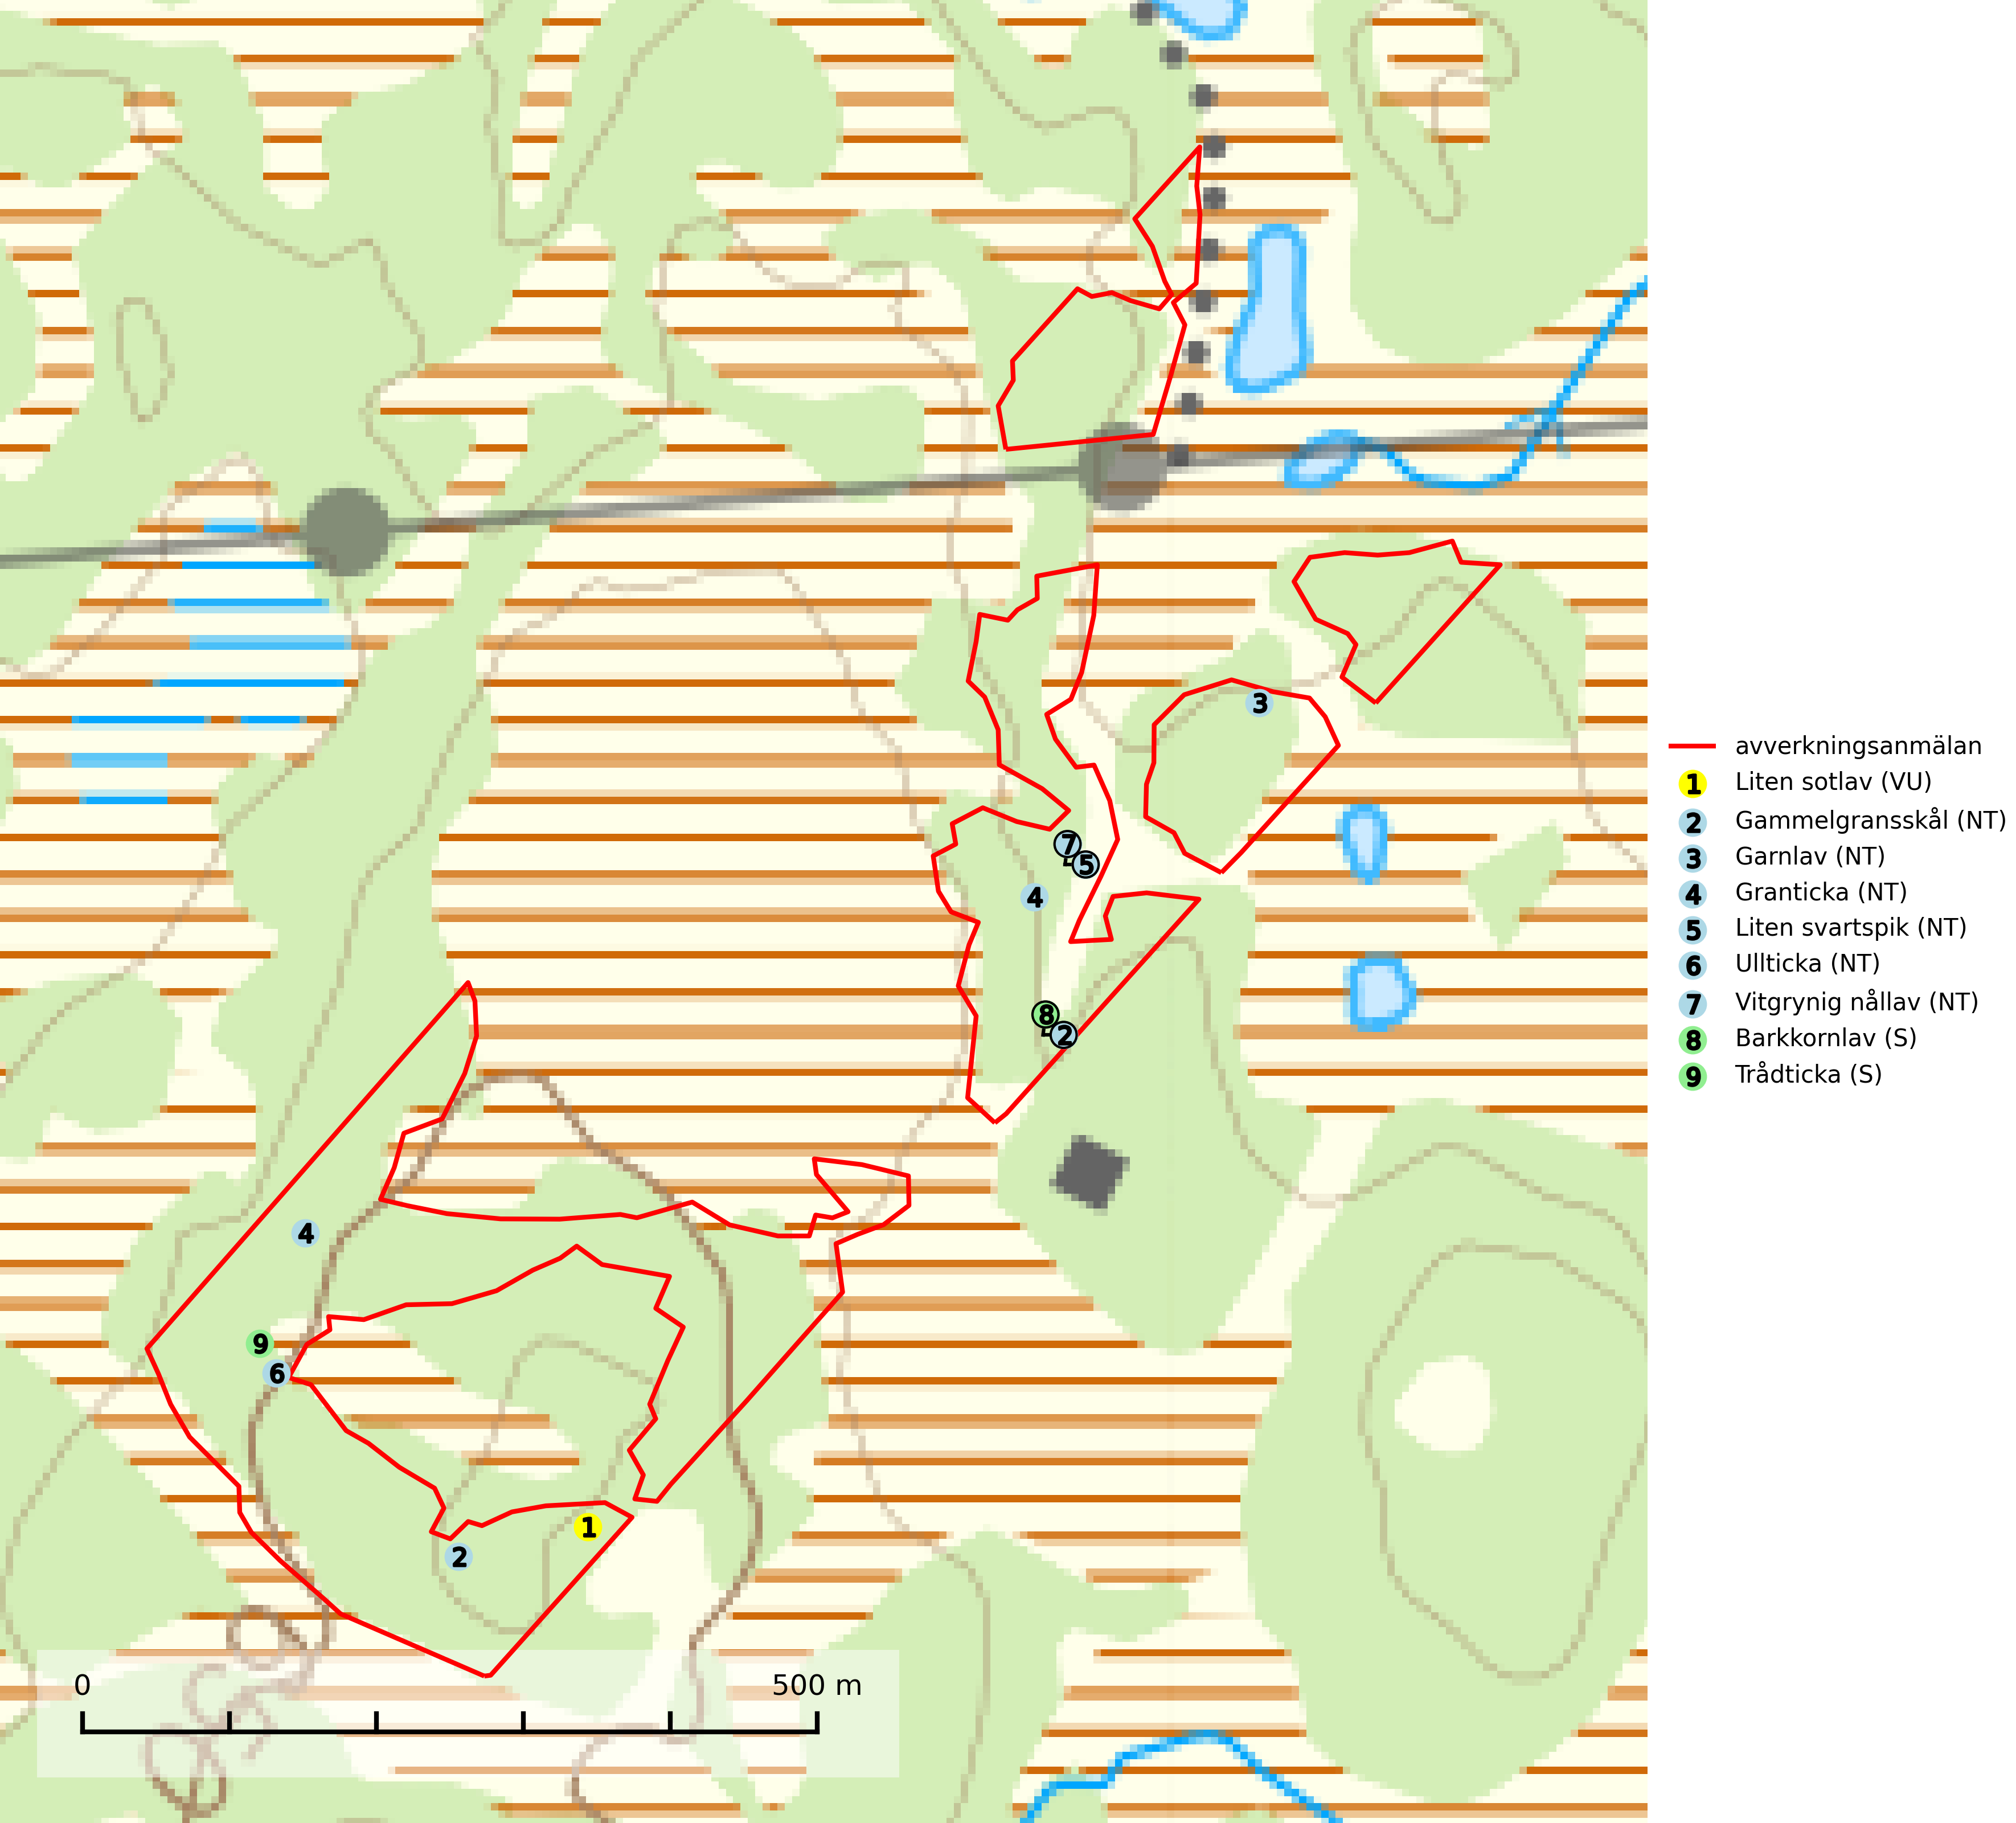 3
7
5
4
8
2
4
9
6
1
2
0 500 m
avverkningsanmälan
1 Liten sotlav (VU)
2 Gammelgransskål (NT)
3 Garnlav (NT)
4 Granticka (NT)
5 Liten svartspik (NT)
6 Ullticka (NT)
7 Vitgrynig nållav (NT)
8 Barkkornlav (S)
9 Trådticka (S)